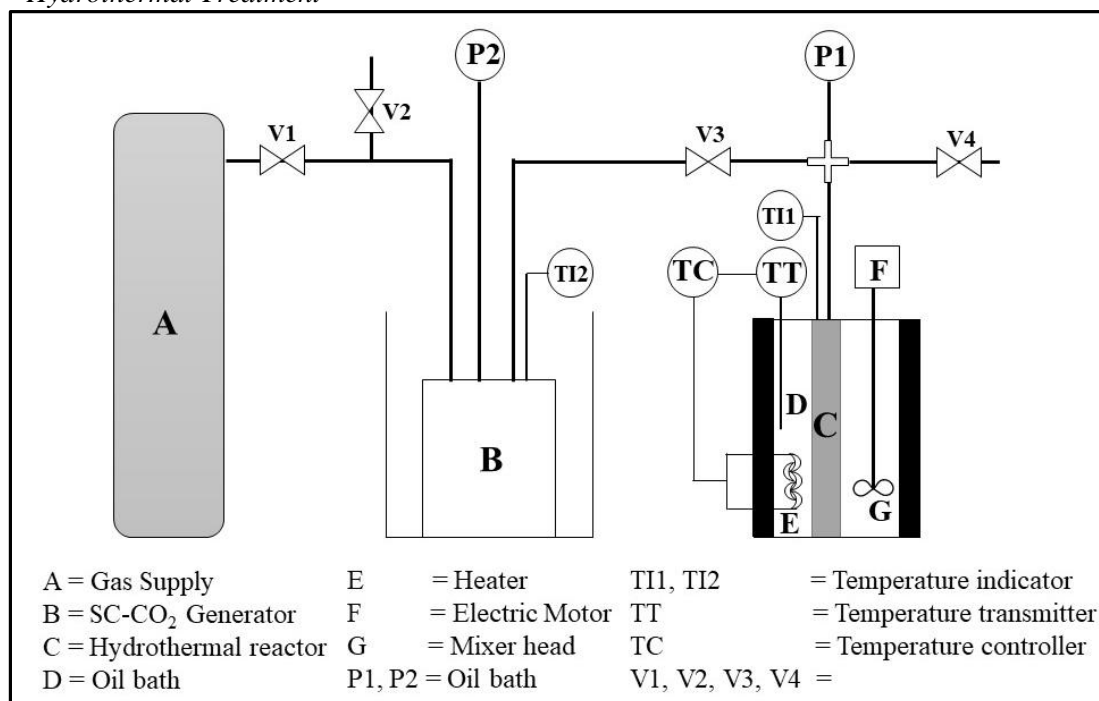 Hydrothermal Treatment
P2
P1
V2
V1
V3
V4
TI1
TI2
TC
TT
F
A
D
C
B
G
E
A = Gas Supply
B = SC-CO₂ Generator
C = Hydrothermal reactor
D = Oil bath
E = Heater
F = Electric Motor
G = Mixer head
P1, P2 = Oil bath
TI1, TI2 = Temperature indicator
TT = Temperature transmitter
TC = Temperature controller
V1, V2, V3, V4 =